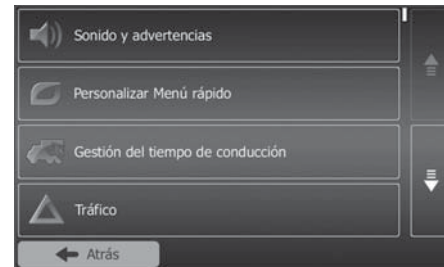 Sonido y advertencias
Personalizar Menú rápido
Gestión del tiempo de conducción
Tráfico
Atrás